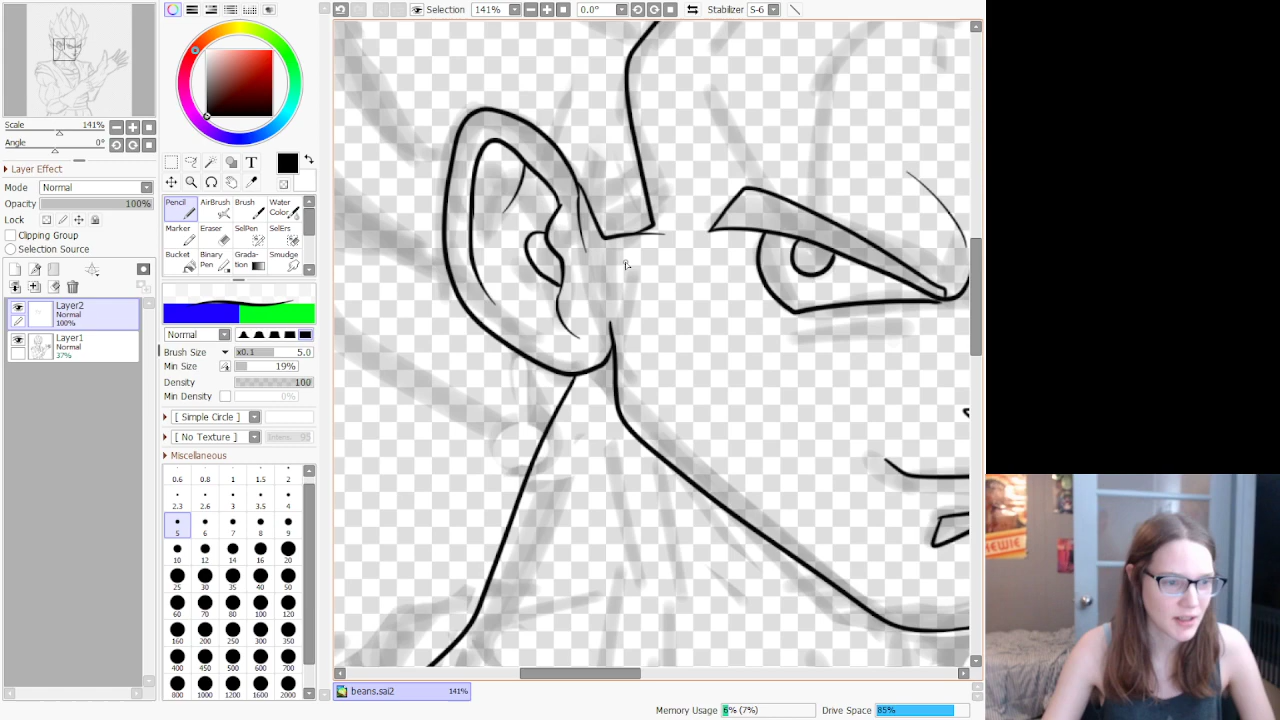 Selection 141% 0.0° Stabilizer S-6
Scale 141%
Angle 0°
Layer Effect
Mode Normal
Opacity 100%
Lock
Clipping Group
Selection Source
Layer2
Normal
100%
Layer1
Normal
37%
T
Pencil AirBrush Brush Water Color
Marker Eraser SelPen SelErs
Bucket Binary Pen Grada-tion Smudge
Normal
Brush Size x0.1 5.0
Min Size 19%
Density 100
Min Density 0%
[ Simple Circle ]
[ No Texture ] 95
Miscellaneous
0.6 0.8 1 1.5 2
2.3 2.6 3 3.5 4
5 6 7 8 9
10 12 14 16 20
25 30 35 40 50
60 70 80 100 120
160 200 250 300 350
400 450 500 600 700
800 1000 1200 1600 2000
beans.sai2 141%
Memory Usage 6% (7%) Drive Space 85%